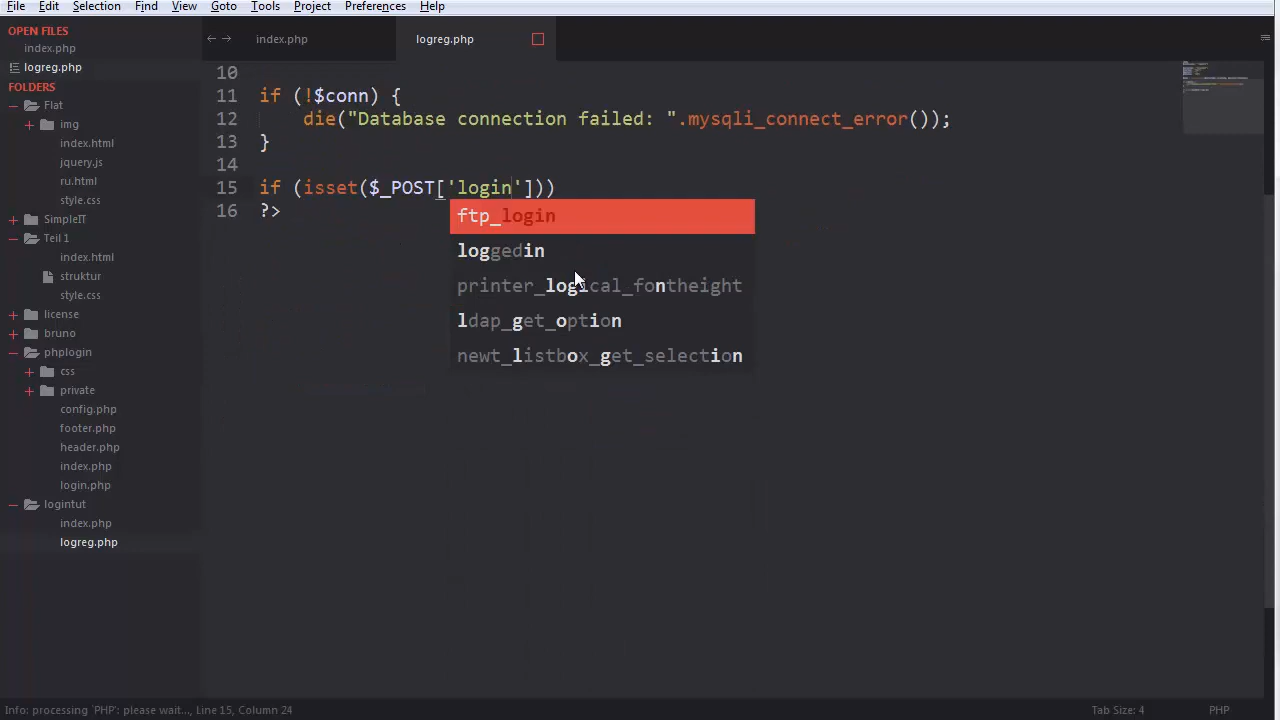 File Edit Selection Find View Goto Tools Project Preferences Help
OPEN FILES
index.php
logreg.php
FOLDERS
Flat
img
index.html
jquery.js
ru.html
style.css
SimpleIT
Teil 1
index.html
struktur
style.css
license
bruno
phplogin
css
private
config.php
footer.php
header.php
index.php
login.php
logintut
index.php
logreg.php
index.php logreg.php
10
11 if (!$conn) {
12 die("Database connection failed: ".mysqli_connect_error());
13 }
14
15 if (isset($_POST['login']))
16 ?>
ftp_login
loggedin
printer_logical_fontheight
ldap_get_option
newt_listbox_get_selection
Info: processing 'PHP': please wait..., Line 15, Column 24 Tab Size: 4 PHP